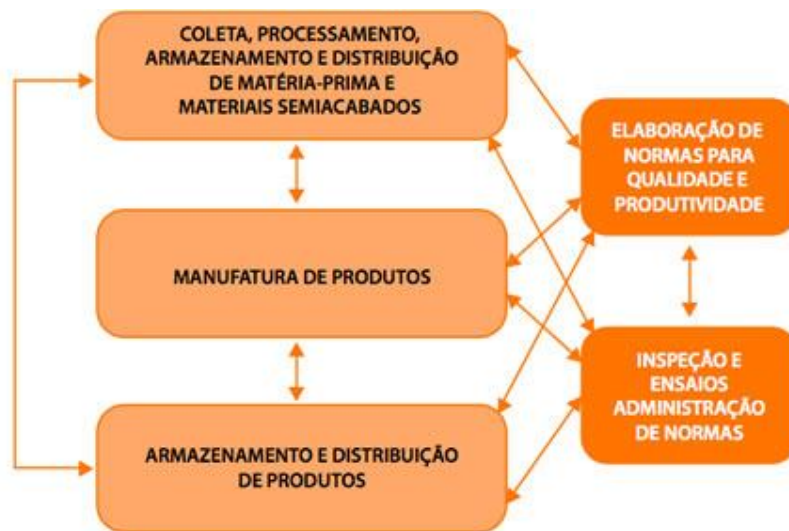 COLETA, PROCESSAMENTO,
ARMAZENAMENTO E DISTRIBUIÇÃO
DE MATÉRIA-PRIMA E
MATERIAIS SEMIACABADOS
ELABORAÇÃO DE
NORMAS PARA
QUALIDADE E
PRODUTIVIDADE
MANUFATURA DE PRODUTOS
INSPEÇÃO E
ENSAIOS
ADMINISTRAÇÃO
DE NORMAS
ARMAZENAMENTO E DISTRIBUIÇÃO
DE PRODUTOS